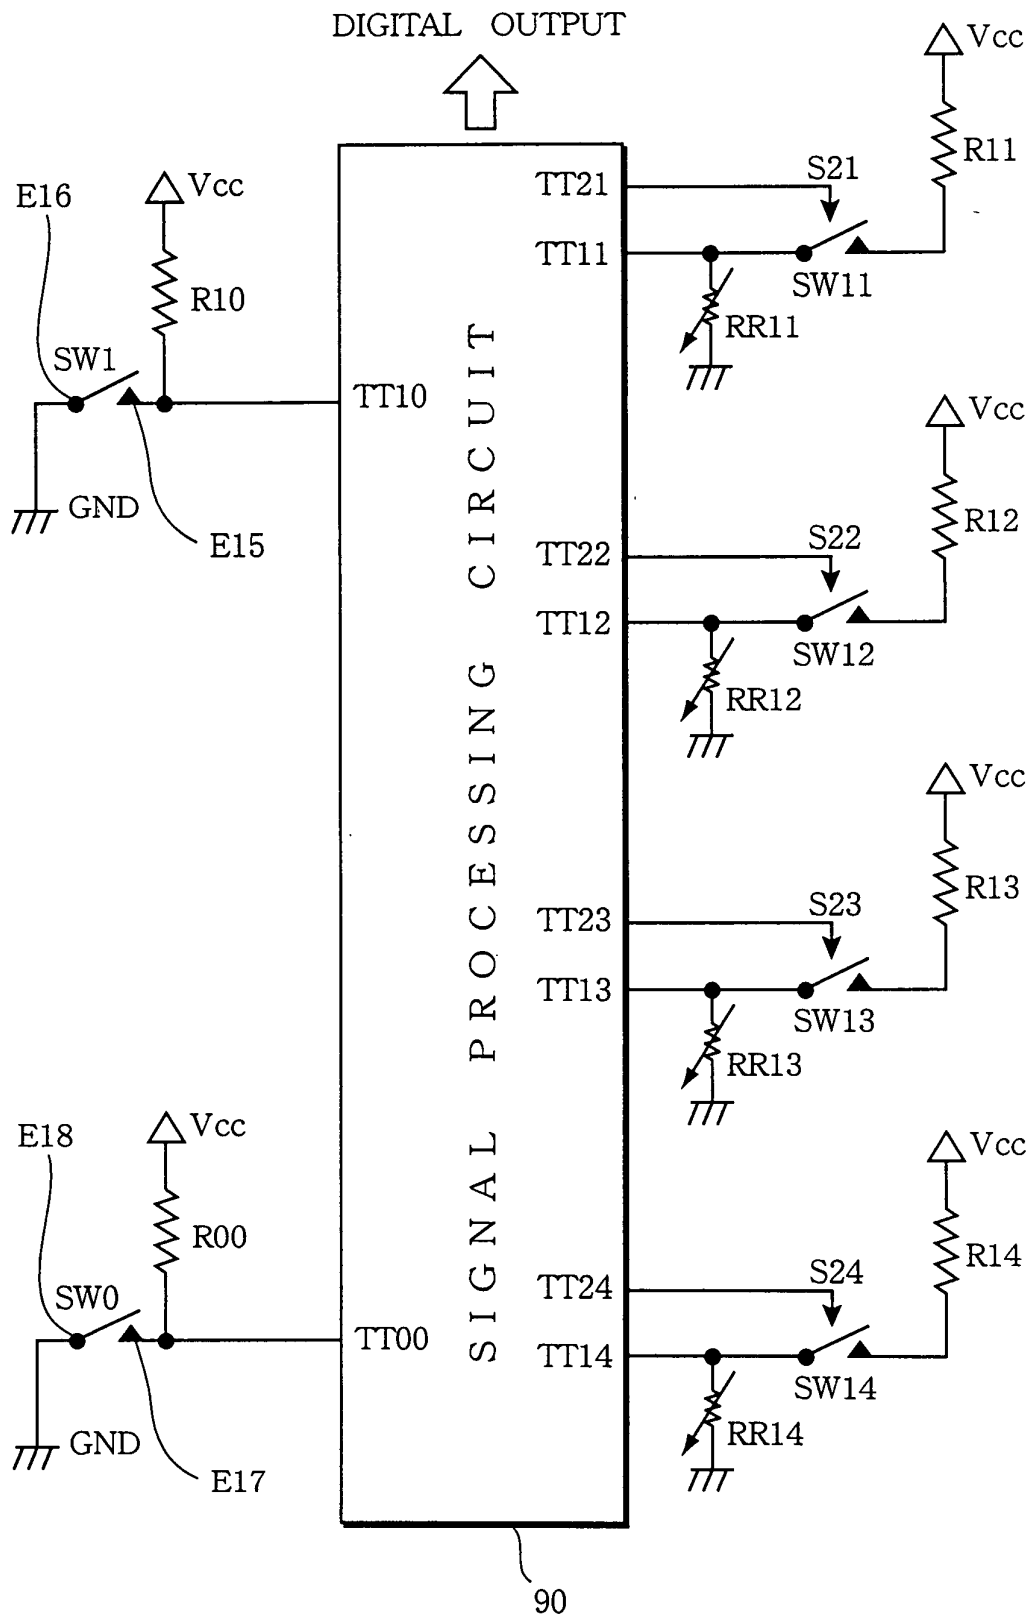 DIGITAL OUTPUT
Vcc
R11
S21
TT21
TT11
SW11
RR11
E16
Vcc
R10
SW1
TT10
GND
E15
SIGNAL PROCESSING CIRCUIT
Vcc
R12
S22
TT22
TT12
SW12
RR12
Vcc
R13
S23
TT23
TT13
SW13
RR13
E18
Vcc
R00
SW0
TT00
GND
E17
Vcc
R14
S24
TT24
TT14
SW14
RR14
90